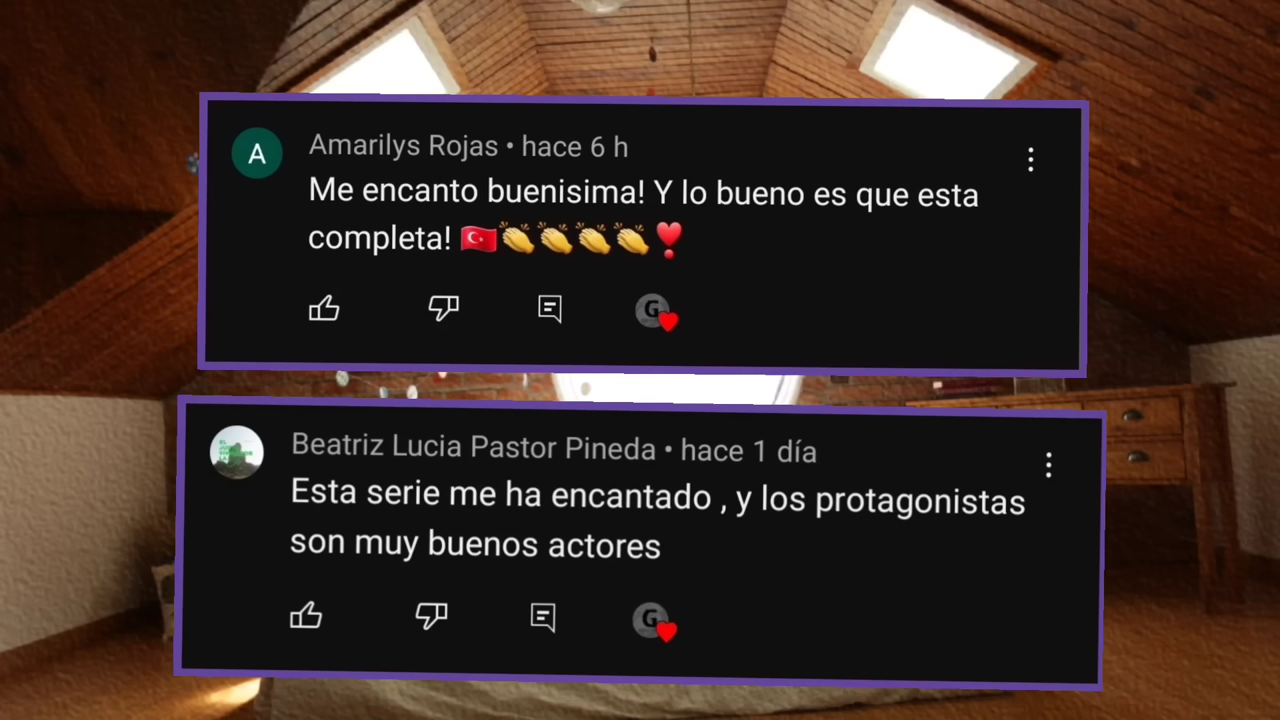 A
Amarilys Rojas • hace 6 h
Me encanto buenisima! Y lo bueno es que esta
completa! 🇹🇷👏👏👏👏❣️
G
Beatriz Lucia Pastor Pineda • hace 1 día
Esta serie me ha encantado , y los protagonistas
son muy buenos actores
G